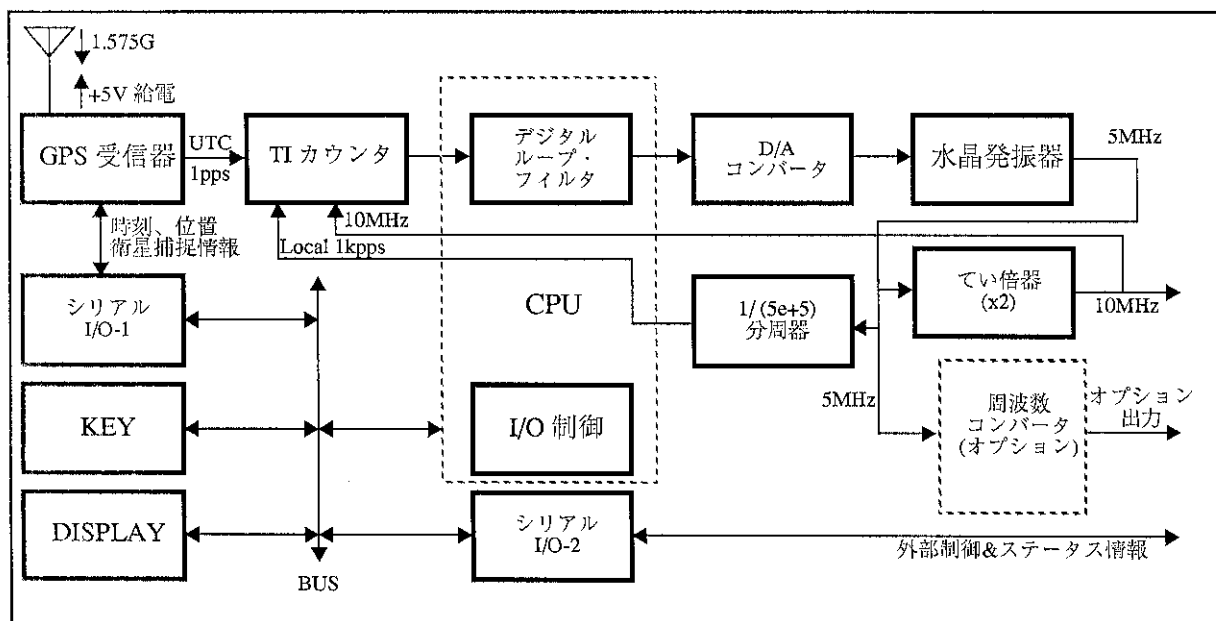 1.575G
+5V 給電
GPS 受信器
UTC
1pps
TI カウンタ
デジタル
ループ・
フィルタ
D/A
コンバータ
水晶発振器
5MHz
時刻、位置
衛星捕捉情報
10MHz
Local 1kpps
シリアル
I/O-1
CPU
1/(5e+5)
分周器
てい倍器
(x2)
10MHz
KEY
I/O 制御
5MHz
周波数
コンバータ
(オプション)
オプション
出力
DISPLAY
シリアル
I/O-2
外部制御&ステータス情報
BUS